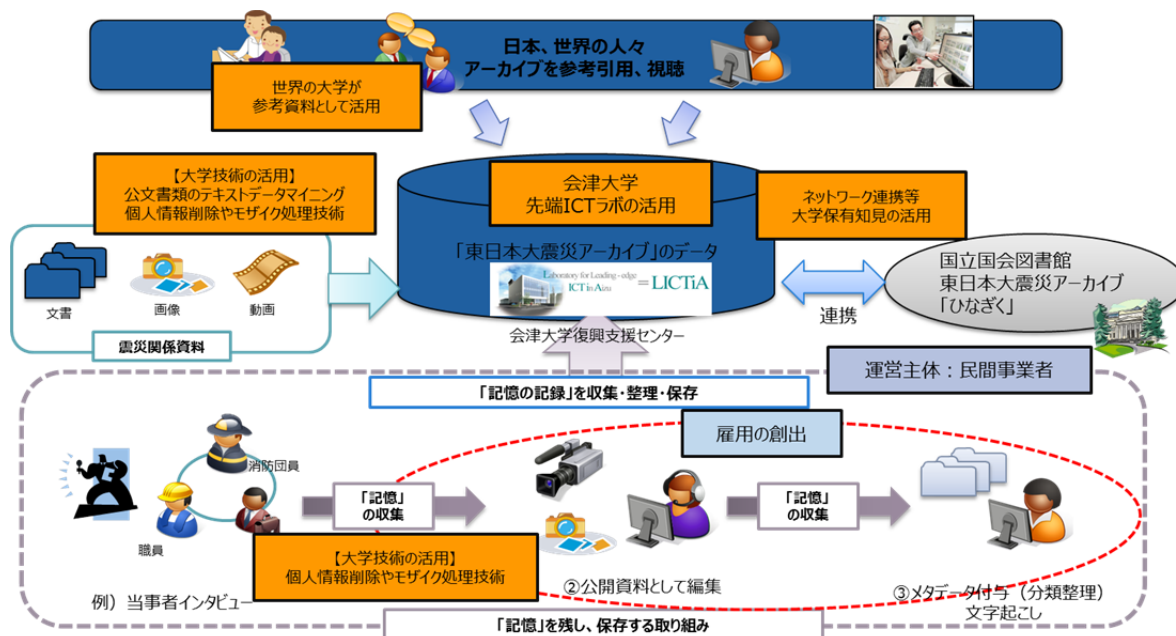 日本、世界の人々
アーカイブを参考引用、視聴
世界の大学が
参考資料として活用
【大学技術の活用】
公文書類のテキストデータマイニング
個人情報削除やモザイク処理技術
会津大学
先端ICTラボの活用
ネットワーク連携等
大学保有知見の活用
「東日本大震災アーカイブ」のデータ
Laboratory for Leading-edge
ICT in Aizu
=LICTiA
会津大学復興支援センター
文書
画像
動画
震災関係資料
連携
国立国会図書館
東日本大震災アーカイブ
「ひなぎく」
運営主体：民間事業者
「記憶の記録」を収集・整理・保存
雇用の創出
消防団員
職員
「記憶」
の収集
「記憶」
の収集
【大学技術の活用】
個人情報削除やモザイク処理技術
例）当事者インタビュー
②公開資料として編集
③メタデータ付与（分類整理）
文字起こし
「記憶」を残し、保存する取り組み